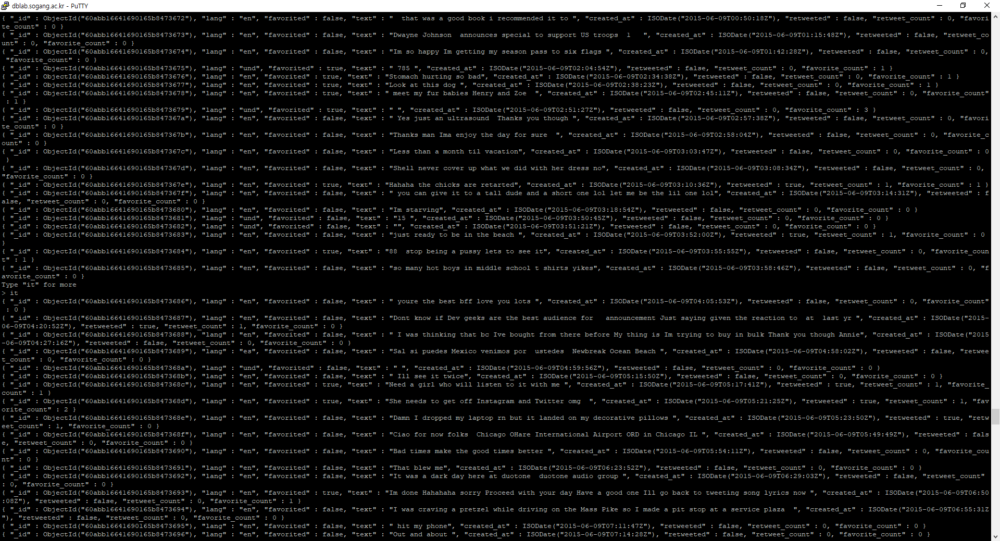 dblab.sogang.ac.kr - PuTTY
{ "_id" : ObjectId("60abb16641690165b8473672"), "lang" : "en", "favorited" : false, "text" : "  that was a good book i recommended it to ", "created_at" : ISODate("2015-06-09T00:50:18Z"), "retweeted" : false, "retweet_count" : 0, "favori
te_count" : 0 }
{ "_id" : ObjectId("60abb16641690165b8473673"), "lang" : "en", "favorited" : false, "text" : "Dwayne Johnson  announces special to support US troops  1   ", "created_at" : ISODate("2015-06-09T01:15:48Z"), "retweeted" : false, "retweet_co
unt" : 0, "favorite_count" : 0 }
{ "_id" : ObjectId("60abb16641690165b8473674"), "lang" : "en", "favorited" : false, "text" : "Im so happy Im getting my season pass to six flags ", "created_at" : ISODate("2015-06-09T01:42:28Z"), "retweeted" : false, "retweet_count" : 0,
 "favorite_count" : 0 }
{ "_id" : ObjectId("60abb16641690165b8473675"), "lang" : "und", "favorited" : true, "text" : " 785 ", "created_at" : ISODate("2015-06-09T02:04:54Z"), "retweeted" : false, "retweet_count" : 0, "favorite_count" : 1 }
{ "_id" : ObjectId("60abb16641690165b8473676"), "lang" : "en", "favorited" : true, "text" : "Stomach hurting so bad", "created_at" : ISODate("2015-06-09T02:34:38Z"), "retweeted" : false, "retweet_count" : 0, "favorite_count" : 1 }
{ "_id" : ObjectId("60abb16641690165b8473677"), "lang" : "en", "favorited" : true, "text" : "Look at this dog ", "created_at" : ISODate("2015-06-09T02:38:23Z"), "retweeted" : false, "retweet_count" : 0, "favorite_count" : 1 }
{ "_id" : ObjectId("60abb16641690165b8473678"), "lang" : "en", "favorited" : true, "text" : " meet my fur babies Henry and Zoe  ", "created_at" : ISODate("2015-06-09T02:45:11Z"), "retweeted" : false, "retweet_count" : 0, "favorite_count"
 : 1 }
{ "_id" : ObjectId("60abb16641690165b8473679"), "lang" : "und", "favorited" : true, "text" : " ", "created_at" : ISODate("2015-06-09T02:51:27Z"), "retweeted" : false, "retweet_count" : 0, "favorite_count" : 3 }
{ "_id" : ObjectId("60abb16641690165b847367a"), "lang" : "en", "favorited" : false, "text" : " Yes just an ultrasound  Thanks you though ", "created_at" : ISODate("2015-06-09T02:57:38Z"), "retweeted" : false, "retweet_count" : 0, "favori
te_count" : 0 }
{ "_id" : ObjectId("60abb16641690165b847367b"), "lang" : "en", "favorited" : false, "text" : "Thanks man Ima enjoy the day for sure  ", "created_at" : ISODate("2015-06-09T02:58:04Z"), "retweeted" : false, "retweet_count" : 0, "favorite_c
ount" : 0 }
{ "_id" : ObjectId("60abb16641690165b847367c"), "lang" : "en", "favorited" : false, "text" : "Less than a month til vacation", "created_at" : ISODate("2015-06-09T03:03:47Z"), "retweeted" : false, "retweet_count" : 0, "favorite_count" : 0
 }
{ "_id" : ObjectId("60abb16641690165b847367d"), "lang" : "en", "favorited" : false, "text" : "Shell never cover up what we did with her dress no", "created_at" : ISODate("2015-06-09T03:08:34Z"), "retweeted" : false, "retweet_count" : 0,
"favorite_count" : 0 }
{ "_id" : ObjectId("60abb16641690165b847367e"), "lang" : "en", "favorited" : true, "text" : "Hahaha the chicks are retarted", "created_at" : ISODate("2015-06-09T03:10:36Z"), "retweeted" : true, "retweet_count" : 1, "favorite_count" : 1 }
{ "_id" : ObjectId("60abb16641690165b847367f"), "lang" : "en", "favorited" : false, "text" : " you can give it to a tall dude and a short one lol let me be the lil one lol", "created_at" : ISODate("2015-06-09T03:14:31Z"), "retweeted" : f
alse, "retweet_count" : 0, "favorite_count" : 0 }
{ "_id" : ObjectId("60abb16641690165b8473680"), "lang" : "en", "favorited" : false, "text" : "Im starving", "created_at" : ISODate("2015-06-09T03:18:54Z"), "retweeted" : false, "retweet_count" : 0, "favorite_count" : 0 }
{ "_id" : ObjectId("60abb16641690165b8473681"), "lang" : "und", "favorited" : false, "text" : "15 ", "created_at" : ISODate("2015-06-09T03:50:45Z"), "retweeted" : false, "retweet_count" : 0, "favorite_count" : 0 }
{ "_id" : ObjectId("60abb16641690165b8473682"), "lang" : "und", "favorited" : false, "text" : "", "created_at" : ISODate("2015-06-09T03:51:21Z"), "retweeted" : false, "retweet_count" : 0, "favorite_count" : 0 }
{ "_id" : ObjectId("60abb16641690165b8473683"), "lang" : "en", "favorited" : false, "text" : "just ready to be in the beach ", "created_at" : ISODate("2015-06-09T03:52:00Z"), "retweeted" : true, "retweet_count" : 1, "favorite_count" : 0
}
{ "_id" : ObjectId("60abb16641690165b8473684"), "lang" : "en", "favorited" : true, "text" : "88  stop being a pussy lets to see it", "created_at" : ISODate("2015-06-09T03:55:55Z"), "retweeted" : false, "retweet_count" : 0, "favorite_coun
t" : 1 }
{ "_id" : ObjectId("60abb16641690165b8473685"), "lang" : "en", "favorited" : false, "text" : "so many hot boys in middle school t shirts yikes", "created_at" : ISODate("2015-06-09T03:58:46Z"), "retweeted" : false, "retweet_count" : 0, "f
avorite_count" : 0 }
Type "it" for more
> it
{ "_id" : ObjectId("60abb16641690165b8473686"), "lang" : "en", "favorited" : false, "text" : " youre the best bff love you lots ", "created_at" : ISODate("2015-06-09T04:05:53Z"), "retweeted" : false, "retweet_count" : 0, "favorite_count"
 : 0 }
{ "_id" : ObjectId("60abb16641690165b8473687"), "lang" : "en", "favorited" : false, "text" : "Dont know if Dev geeks are the best audience for   announcement Just saying given the reaction to  at  last yr ", "created_at" : ISODate("2015-
06-09T04:20:52Z"), "retweeted" : true, "retweet_count" : 1, "favorite_count" : 0 }
{ "_id" : ObjectId("60abb16641690165b8473688"), "lang" : "en", "favorited" : false, "text" : " I was thinking that bc Ive bought from there before My thing is Im trying to buy in bulk Thank you though Annie", "created_at" : ISODate("2015
-06-09T04:27:16Z"), "retweeted" : false, "retweet_count" : 0, "favorite_count" : 0 }
{ "_id" : ObjectId("60abb16641690165b8473689"), "lang" : "es", "favorited" : false, "text" : "Sal si puedes Mexico venimos por  ustedes  Newbreak Ocean Beach ", "created_at" : ISODate("2015-06-09T04:58:02Z"), "retweeted" : false, "retwee
t_count" : 0, "favorite_count" : 0 }
{ "_id" : ObjectId("60abb16641690165b847368a"), "lang" : "und", "favorited" : false, "text" : " ", "created_at" : ISODate("2015-06-09T04:59:56Z"), "retweeted" : false, "retweet_count" : 0, "favorite_count" : 0 }
{ "_id" : ObjectId("60abb16641690165b847368b"), "lang" : "en", "favorited" : false, "text" : " Ill see it twice", "created_at" : ISODate("2015-06-09T05:15:50Z"), "retweeted" : false, "retweet_count" : 0, "favorite_count" : 0 }
{ "_id" : ObjectId("60abb16641690165b847368c"), "lang" : "en", "favorited" : true, "text" : "Need a girl who will listen to it with me ", "created_at" : ISODate("2015-06-09T05:17:41Z"), "retweeted" : true, "retweet_count" : 1, "favorite_
count" : 1 }
{ "_id" : ObjectId("60abb16641690165b847368d"), "lang" : "en", "favorited" : true, "text" : "She needs to get off Instagram and Twitter omg  ", "created_at" : ISODate("2015-06-09T05:21:25Z"), "retweeted" : true, "retweet_count" : 1, "fav
orite_count" : 2 }
{ "_id" : ObjectId("60abb16641690165b847368e"), "lang" : "en", "favorited" : false, "text" : "Damn I dropped my laptop rn but it landed on my decorative pillows ", "created_at" : ISODate("2015-06-09T05:23:50Z"), "retweeted" : true, "retw
eet_count" : 1, "favorite_count" : 0 }
{ "_id" : ObjectId("60abb16641690165b847368f"), "lang" : "en", "favorited" : false, "text" : "Ciao for now folks  Chicago OHare International Airport ORD in Chicago IL ", "created_at" : ISODate("2015-06-09T05:49:49Z"), "retweeted" : fals
e, "retweet_count" : 0, "favorite_count" : 0 }
{ "_id" : ObjectId("60abb16641690165b8473690"), "lang" : "en", "favorited" : false, "text" : "Bad times make the good times better ", "created_at" : ISODate("2015-06-09T05:54:11Z"), "retweeted" : false, "retweet_count" : 0, "favorite_cou
nt" : 0 }
{ "_id" : ObjectId("60abb16641690165b8473691"), "lang" : "en", "favorited" : false, "text" : "That blew me", "created_at" : ISODate("2015-06-09T06:23:52Z"), "retweeted" : false, "retweet_count" : 0, "favorite_count" : 0 }
{ "_id" : ObjectId("60abb16641690165b8473692"), "lang" : "en", "favorited" : false, "text" : "It was a dark day here at duotone  duotone audio group ", "created_at" : ISODate("2015-06-09T06:29:03Z"), "retweeted" : false, "retweet_count"
: 0, "favorite_count" : 0 }
{ "_id" : ObjectId("60abb16641690165b8473693"), "lang" : "en", "favorited" : true, "text" : "Im done Hahahaha sorry Proceed with your day Have a good one Ill go back to tweeting song lyrics now ", "created_at" : ISODate("2015-06-09T06:50
:08Z"), "retweeted" : false, "retweet_count" : 0, "favorite_count" : 1 }
{ "_id" : ObjectId("60abb16641690165b8473694"), "lang" : "en", "favorited" : false, "text" : "I was craving a pretzel while driving on the Mass Pike so I made a pit stop at a service plaza  ", "created_at" : ISODate("2015-06-09T06:55:31Z
"), "retweeted" : false, "retweet_count" : 0, "favorite_count" : 0 }
{ "_id" : ObjectId("60abb16641690165b8473695"), "lang" : "en", "favorited" : false, "text" : " hit my phone", "created_at" : ISODate("2015-06-09T07:11:47Z"), "retweeted" : false, "retweet_count" : 0, "favorite_count" : 0 }
{ "_id" : ObjectId("60abb16641690165b8473696"), "lang" : "en", "favorited" : false, "text" : "Out and about ", "created_at" : ISODate("2015-06-09T07:14:28Z"), "retweeted" : false, "retweet_count" : 0, "favorite_count" : 0 }